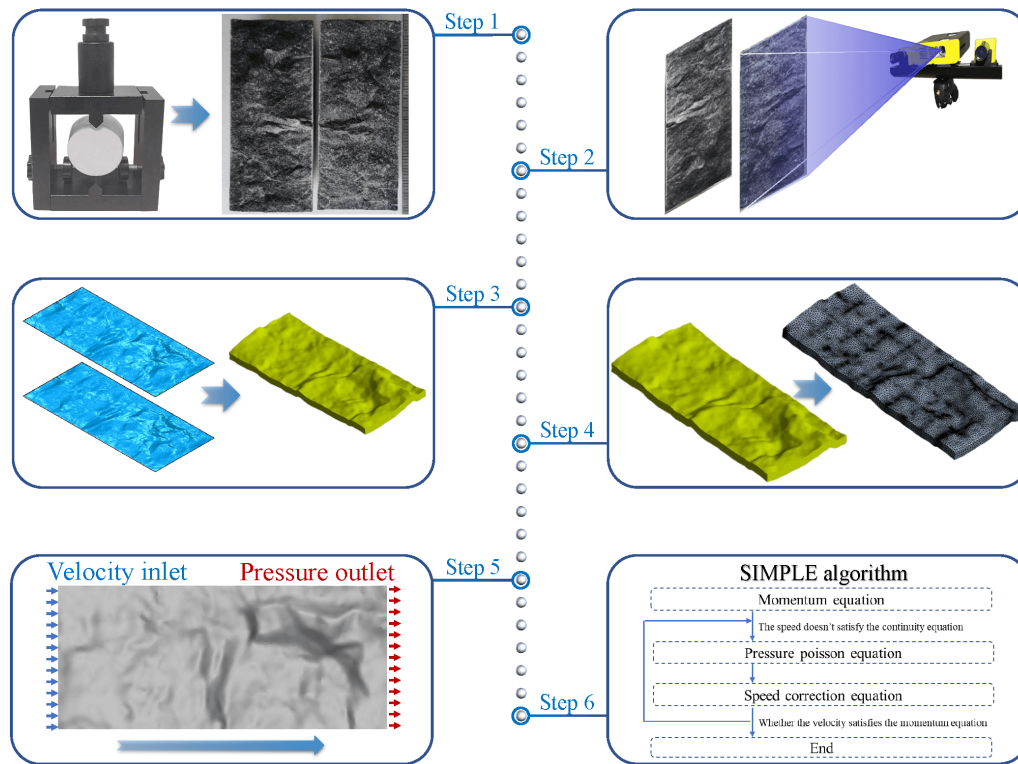 Step 1
Step 2
Step 3
Step 4
Step 5
Velocity inlet
Pressure outlet
Step 6
SIMPLE algorithm
Momentum equation
The speed doesn't satisfy the continuity equation
Pressure poisson equation
Speed correction equation
Whether the velocity satisfies the momentum equation
End